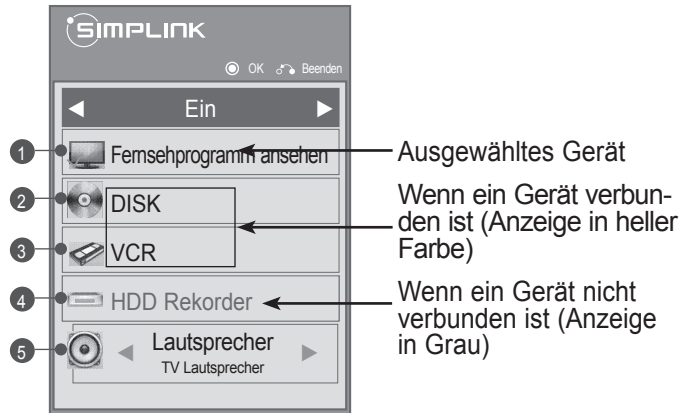 SIMPLINK
OK Beenden
Ein
1 Fernsehprogramm ansehen
Ausgewähltes Gerät
2 DISK
3 VCR
Wenn ein Gerät verbun-
den ist (Anzeige in heller
Farbe)
4 HDD Rekorder
Wenn ein Gerät nicht
verbunden ist (Anzeige
in Grau)
5 Lautsprecher
TV Lautsprecher